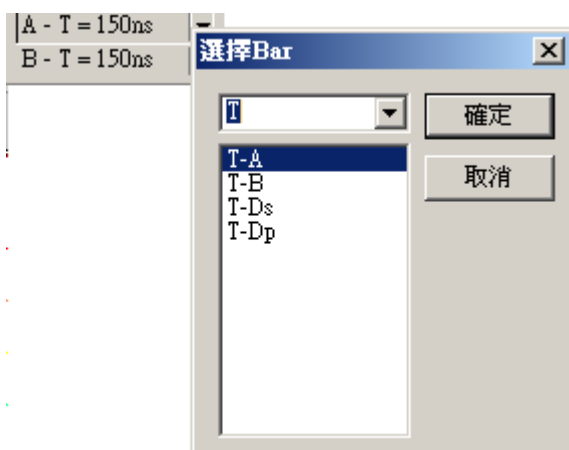 A - T = 150ns
B - T = 150ns
選擇Bar
T
確定
T-A
T-B
T-Ds
T-Dp
取消